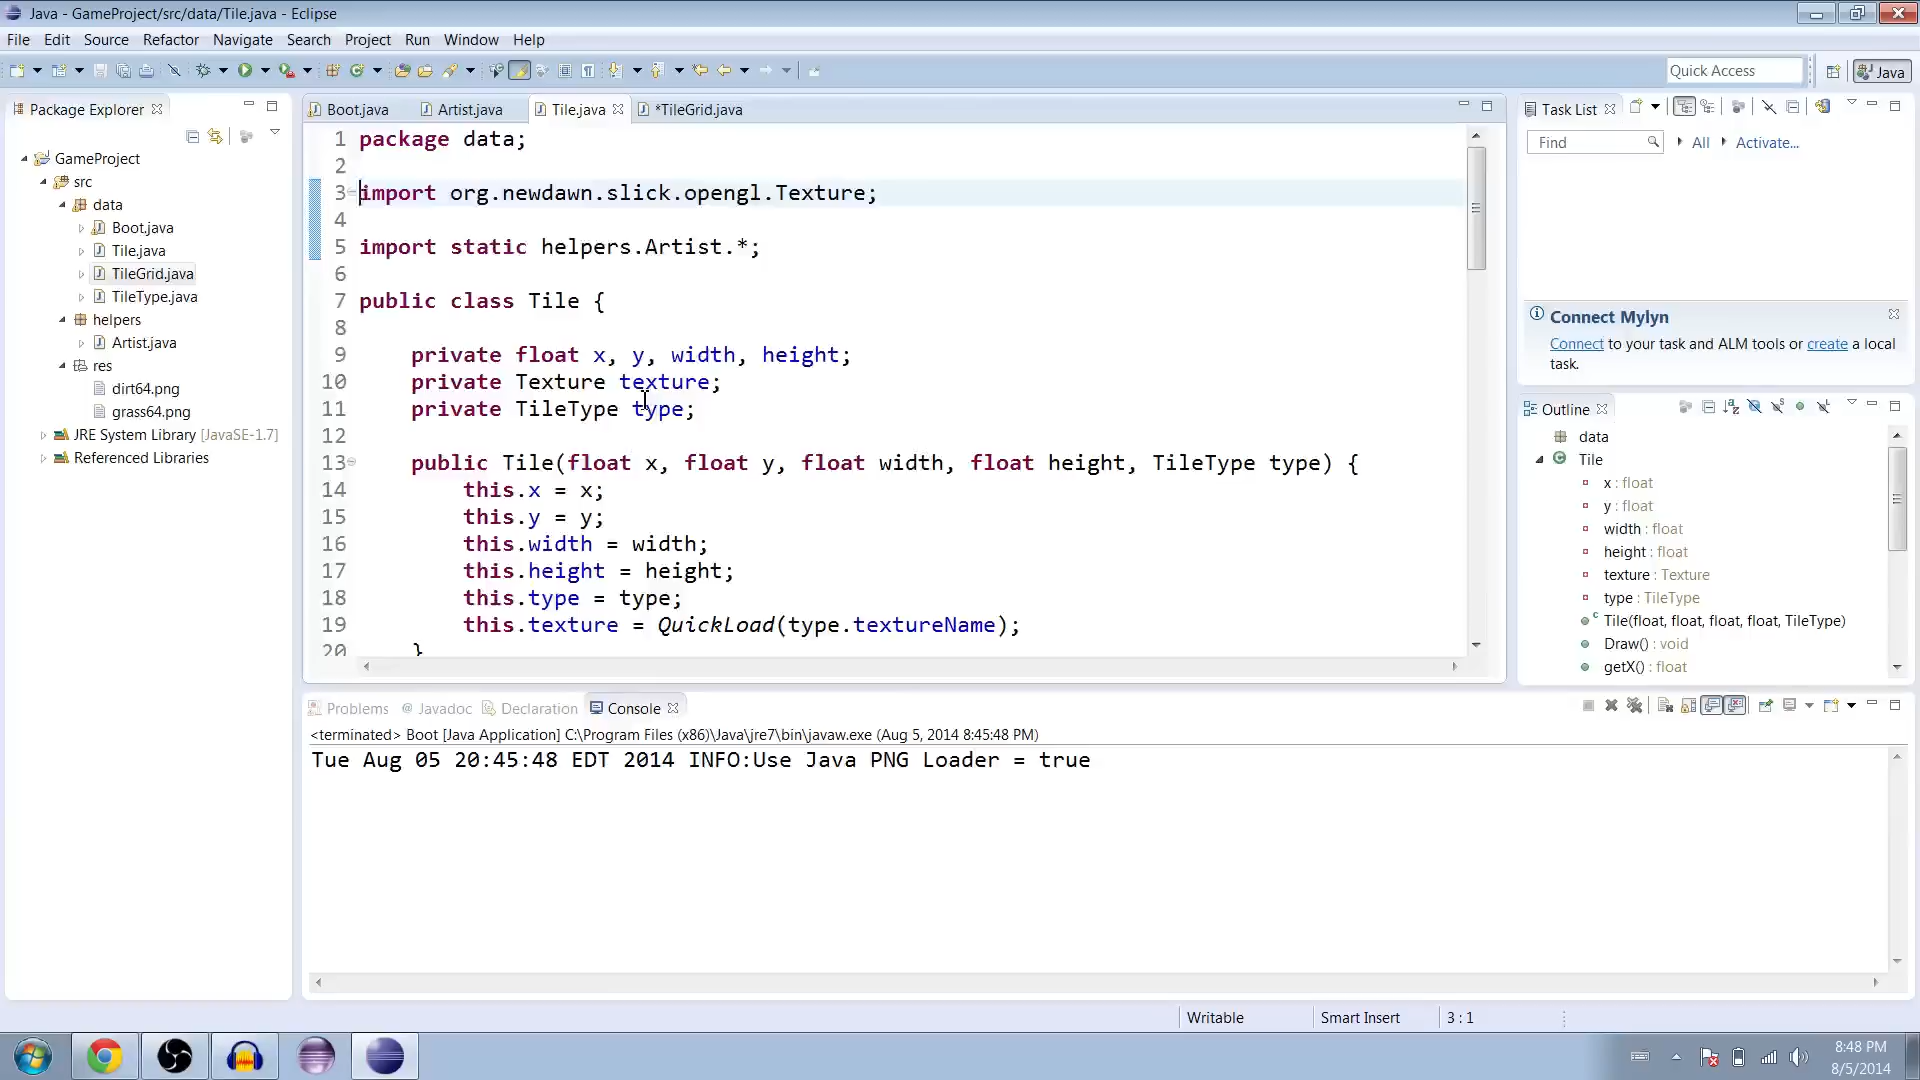 Java - GameProject/src/data/Tile.java - Eclipse
File Edit Source Refactor Navigate Search Project Run Window Help
Quick Access
Java
Package Explorer
GameProject
src
data
Boot.java
Tile.java
TileGrid.java
TileType.java
helpers
Artist.java
res
dirt64.png
grass64.png
JRE System Library [JavaSE-1.7]
Referenced Libraries
Boot.java Artist.java Tile.java *TileGrid.java
1 package data;
2
3 import org.newdawn.slick.opengl.Texture;
4
5 import static helpers.Artist.*;
6
7 public class Tile {
8
9 private float x, y, width, height;
10 private Texture texture;
11 private TileType type;
12
13 public Tile(float x, float y, float width, float height, TileType type) {
14 this.x = x;
15 this.y = y;
16 this.width = width;
17 this.height = height;
18 this.type = type;
19 this.texture = QuickLoad(type.textureName);
20 }
Task List
Find All Activate...
Connect Mylyn
Connect to your task and ALM tools or create a local
task.
Outline
data
Tile
x : float
y : float
width : float
height : float
texture : Texture
type : TileType
Tile(float, float, float, float, TileType)
Draw() : void
getX() : float
Problems @ Javadoc Declaration Console
<terminated> Boot [Java Application] C:\Program Files (x86)\Java\jre7\bin\javaw.exe (Aug 5, 2014 8:45:48 PM)
Tue Aug 05 20:45:48 EDT 2014 INFO:Use Java PNG Loader = true
Writable Smart Insert 3 : 1
8:48 PM
8/5/2014